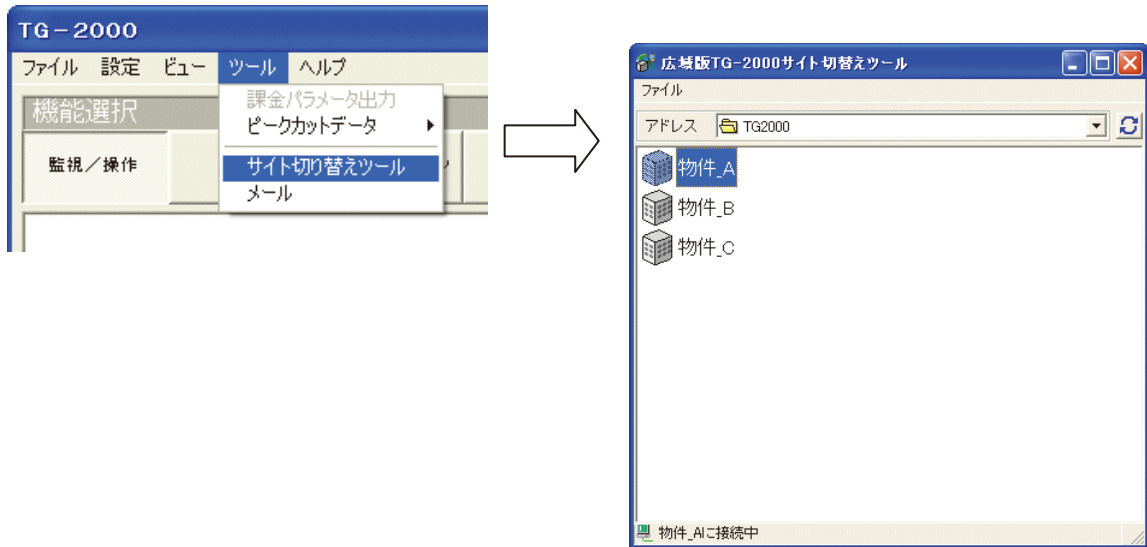 TG-2000
ファイル 設定 ビュー ツール ヘルプ
機能選択
監視／操作
課金パラメータ出力
ピークカットデータ
サイト切り替えツール
メール
広域版TG-2000サイト切替えツール
ファイル
アドレス TG2000
物件_A
物件_B
物件_C
物件_Aに接続中